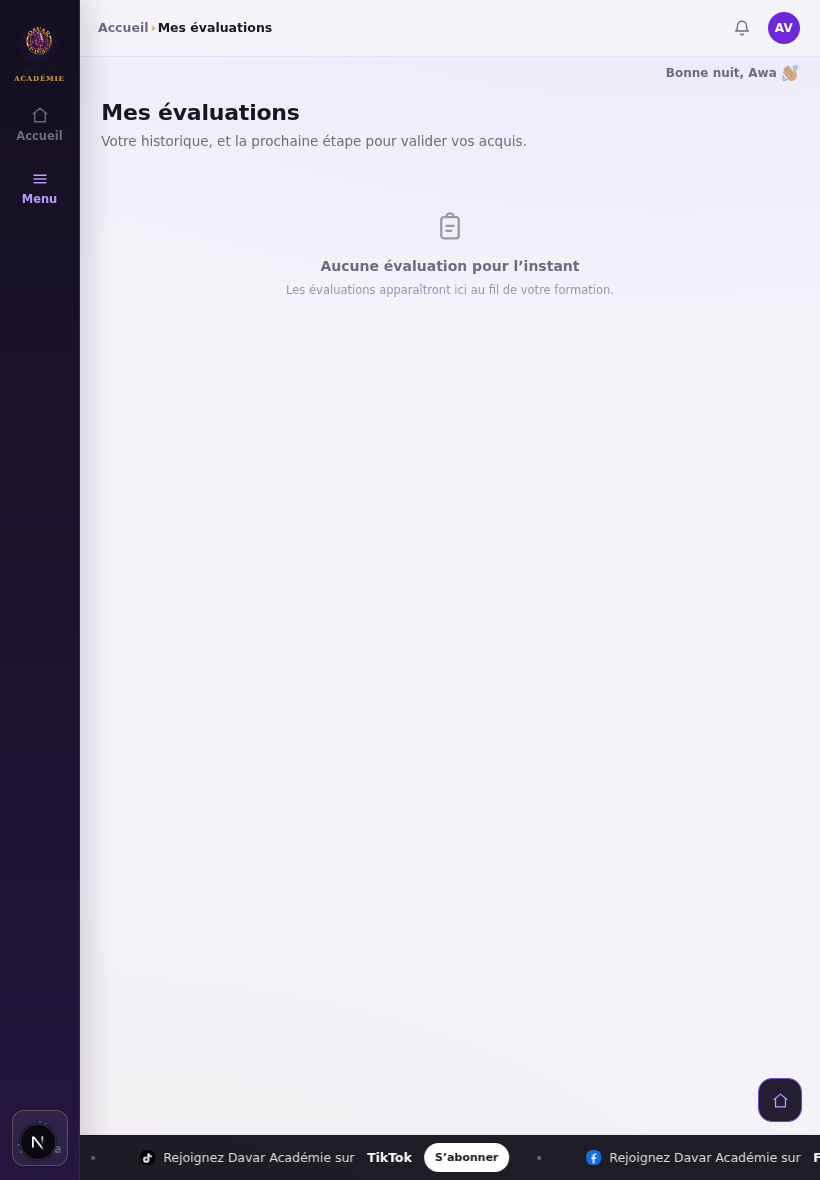 ACADÉMIE
Accueil
Menu
Accueil › Mes évaluations
AV
Bonne nuit, Awa 👋🏽
Mes évaluations
Votre historique, et la prochaine étape pour valider vos acquis.
Aucune évaluation pour l’instant
Les évaluations apparaîtront ici au fil de votre formation.
N
Rejoignez Davar Académie sur TikTok S’abonner
Rejoignez Davar Académie sur F